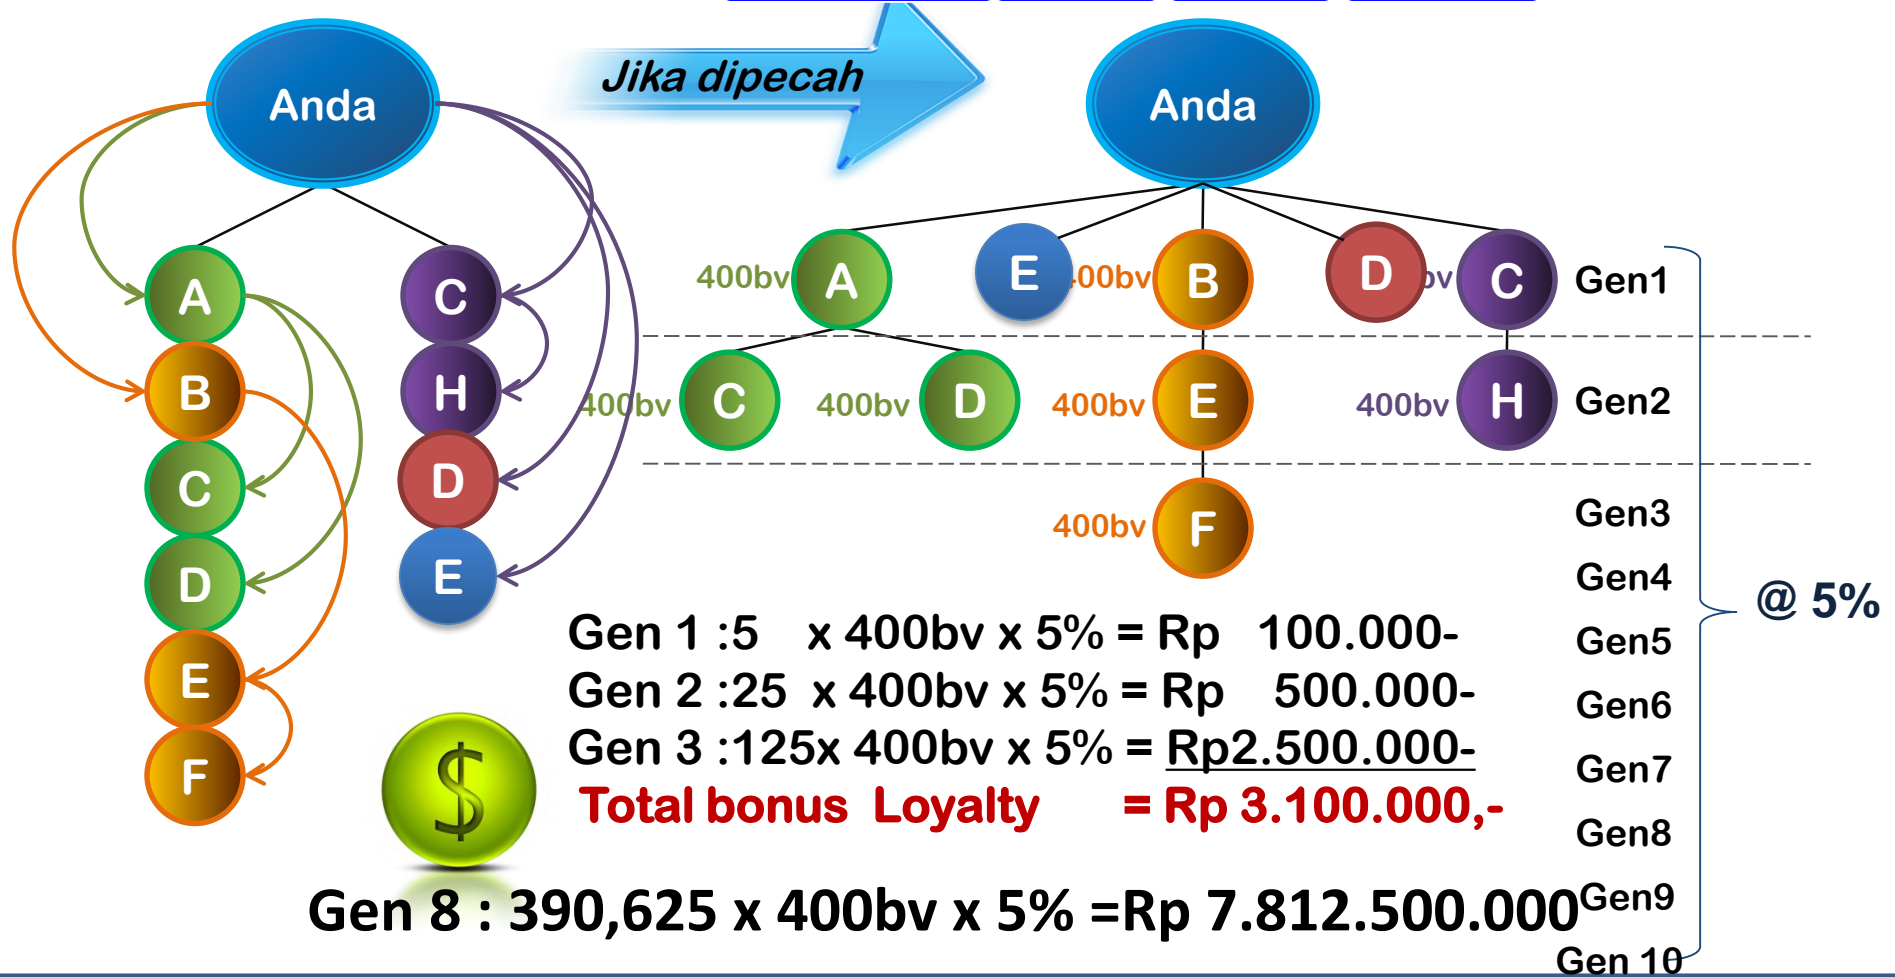 Jika dipecah
Anda
A
B
C
D
E
F
C
H
D
E
Anda
400bv A
E
00bv B
D
bv C
Gen1
400bv C
400bv D
400bv E
400bv H
Gen2
400bv F
Gen3
Gen4
Gen5
Gen6
Gen7
Gen8
Gen9
Gen 10
@ 5%
Gen 1 :5 x 400bv x 5% = Rp 100.000-
Gen 2 :25 x 400bv x 5% = Rp 500.000-
Gen 3 :125x 400bv x 5% = Rp2.500.000-
Total bonus Loyalty = Rp 3.100.000,-
$
Gen 8 : 390,625 x 400bv x 5% =Rp 7.812.500.000